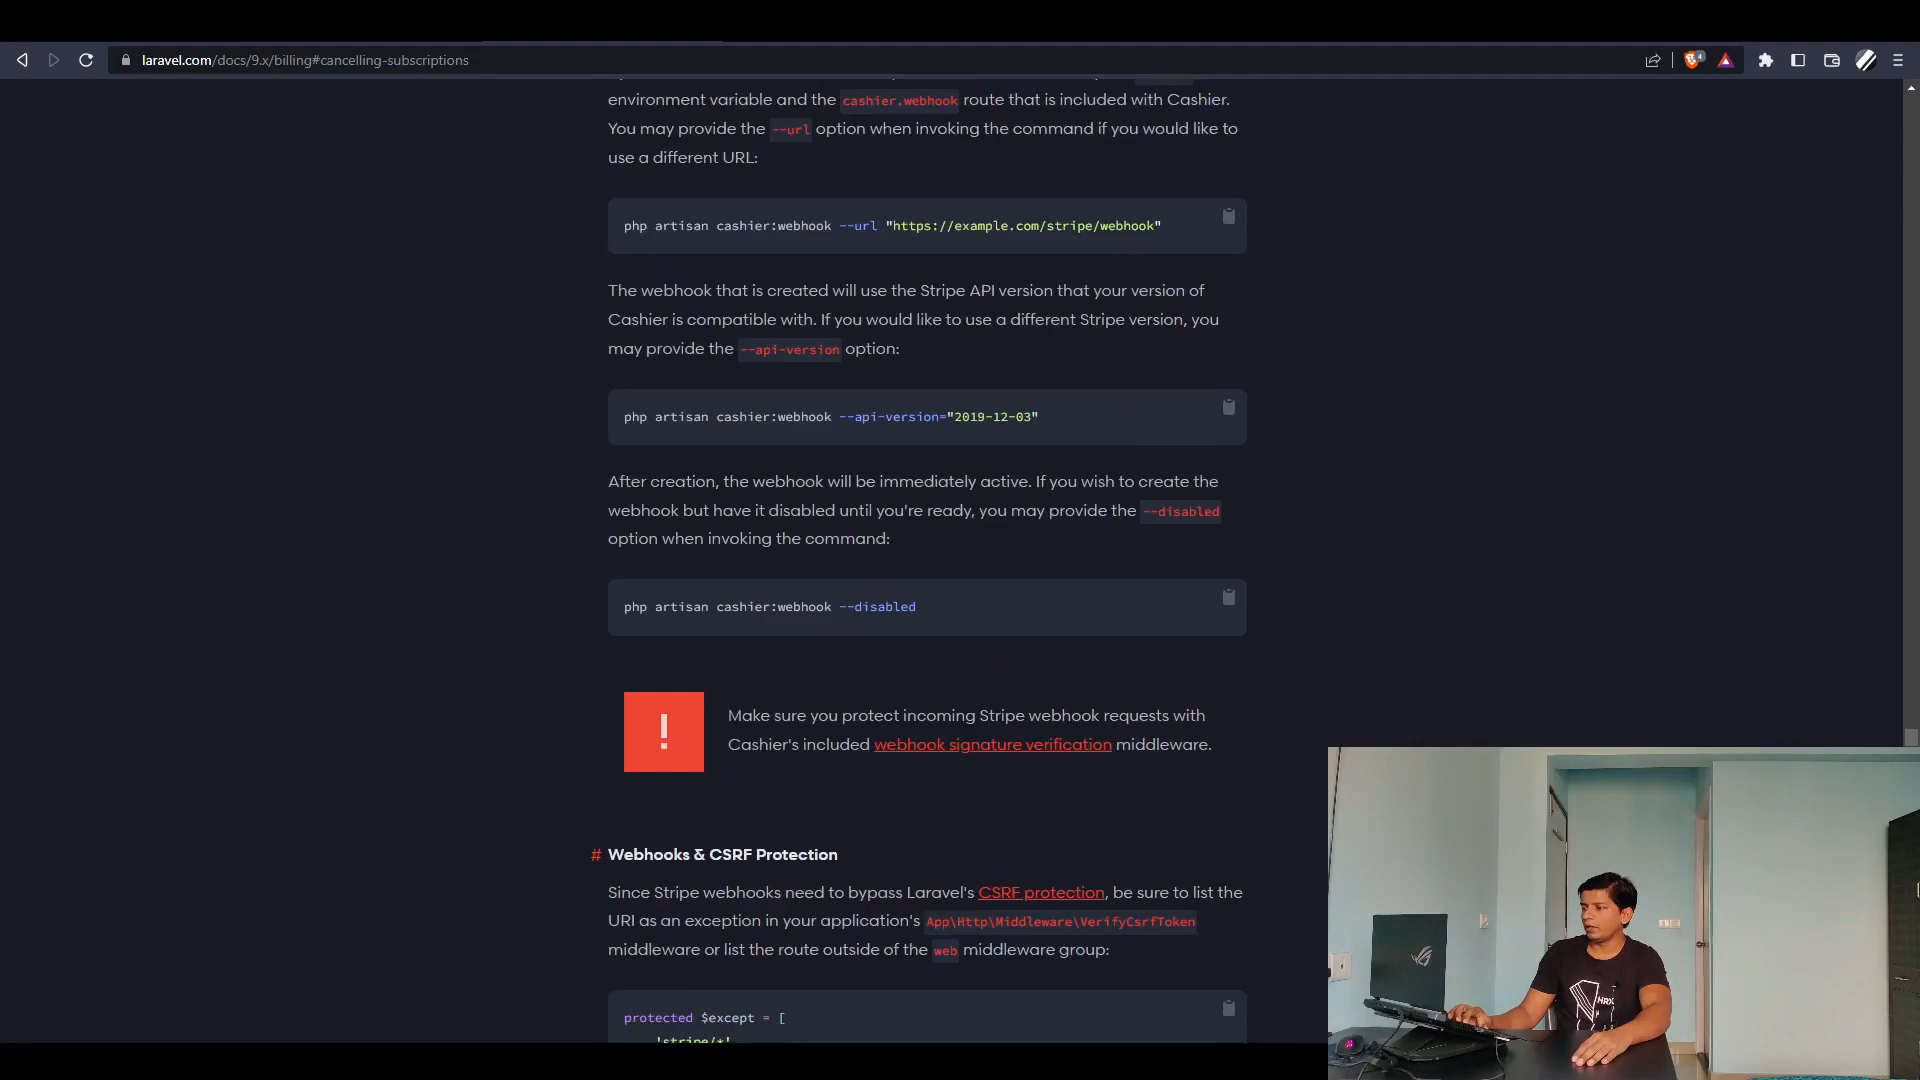 laravel.com/docs/9.x/billing#cancelling-subscriptions
4
environment variable and the cashier.webhook route that is included with Cashier.
You may provide the --url option when invoking the command if you would like to
use a different URL:
php artisan cashier:webhook --url "https://example.com/stripe/webhook"
The webhook that is created will use the Stripe API version that your version of
Cashier is compatible with. If you would like to use a different Stripe version, you
may provide the --api-version option:
php artisan cashier:webhook --api-version="2019-12-03"
After creation, the webhook will be immediately active. If you wish to create the
webhook but have it disabled until you're ready, you may provide the --disabled
option when invoking the command:
php artisan cashier:webhook --disabled
!
Make sure you protect incoming Stripe webhook requests with
Cashier's included webhook signature verification middleware.
# Webhooks & CSRF Protection
Since Stripe webhooks need to bypass Laravel's CSRF protection, be sure to list the
URI as an exception in your application's App\Http\Middleware\VerifyCsrfToken
middleware or list the route outside of the web middleware group:
protected $except = [
'stripe/*',